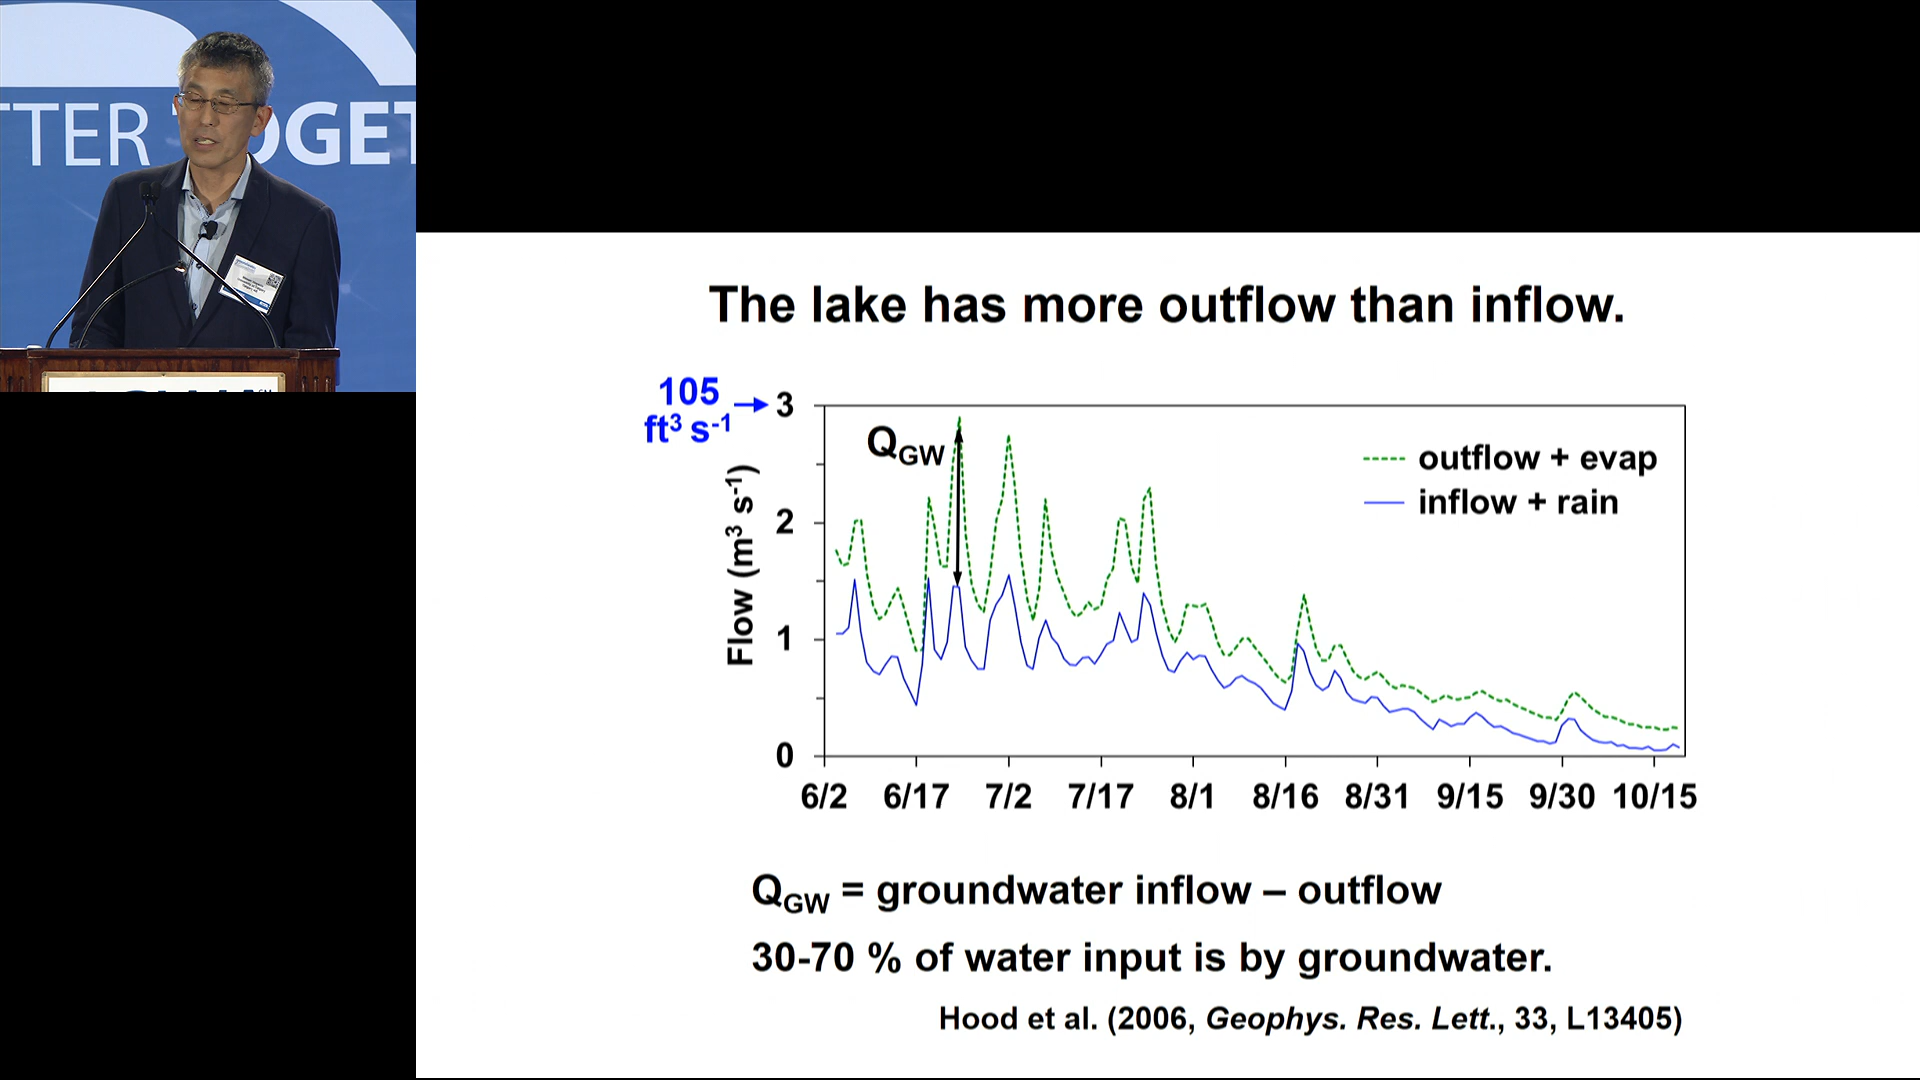 TTER TOGET
The lake has more outflow than inflow.
105
ft³ s⁻¹
Flow (m³ s⁻¹)
3
2
1
0
Q_GW
outflow + evap
inflow + rain
6/2 6/17 7/2 7/17 8/1 8/16 8/31 9/15 9/30 10/15
Q_GW = groundwater inflow – outflow
30-70 % of water input is by groundwater.
Hood et al. (2006, Geophys. Res. Lett., 33, L13405)